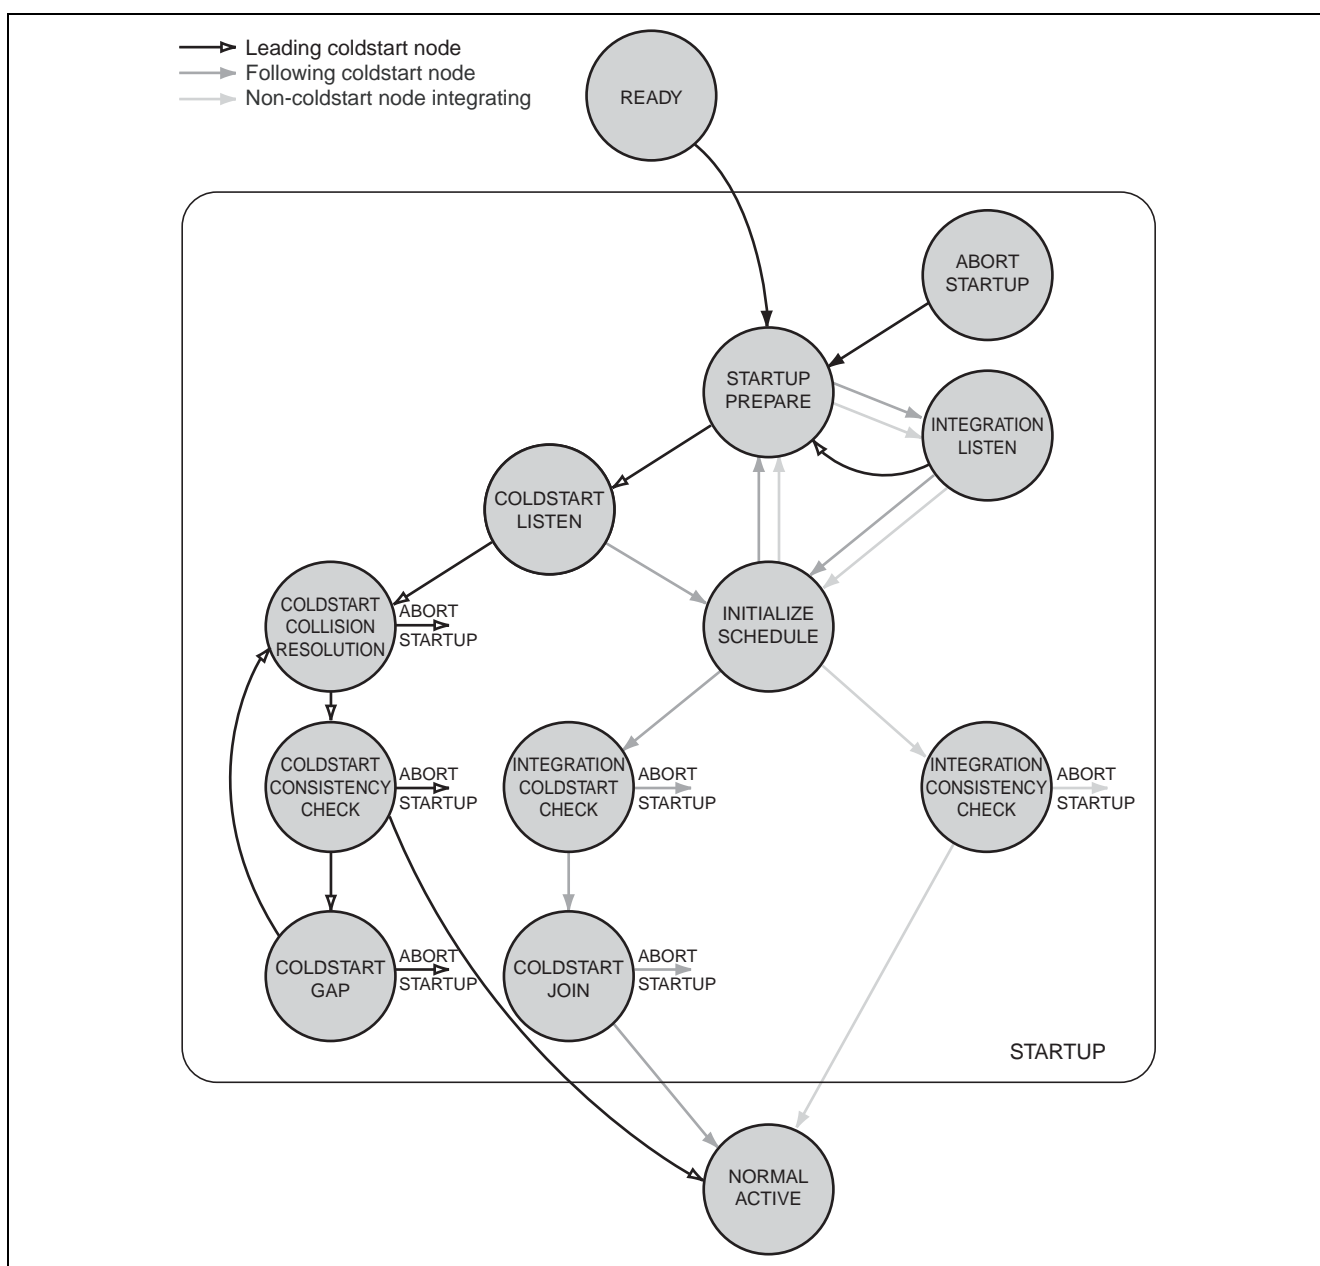 Leading coldstart node
Following coldstart node
Non-coldstart node integrating
READY
ABORT
STARTUP
STARTUP
PREPARE
INTEGRATION
LISTEN
COLDSTART
LISTEN
COLDSTART
COLLISION
RESOLUTION
ABORT
STARTUP
INITIALIZE
SCHEDULE
COLDSTART
CONSISTENCY
CHECK
ABORT
STARTUP
INTEGRATION
COLDSTART
CHECK
ABORT
STARTUP
INTEGRATION
CONSISTENCY
CHECK
ABORT
STARTUP
COLDSTART
GAP
ABORT
STARTUP
COLDSTART
JOIN
ABORT
STARTUP
STARTUP
NORMAL
ACTIVE